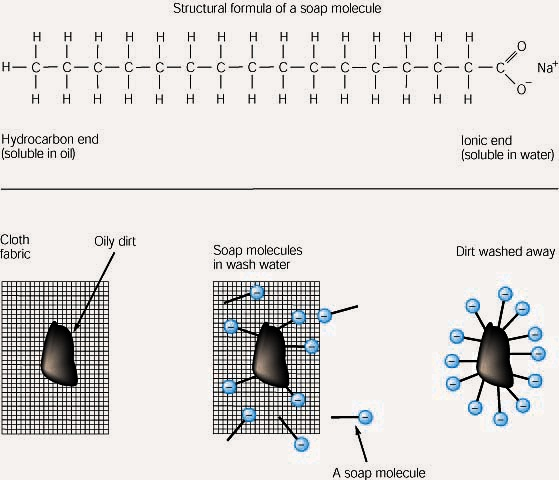 Structural formula of a soap molecule
H H H H H H H H H H H H H H H
O
H—C—C—C—C—C—C—C—C—C—C—C—C—C—C—C—C Na⁺
O⁻
H H H H H H H H H H H H H H H
Hydrocarbon end
(soluble in oil)
Ionic end
(soluble in water)
Cloth
fabric
Oily dirt
Soap molecules
in wash water
Dirt washed away
A soap molecule